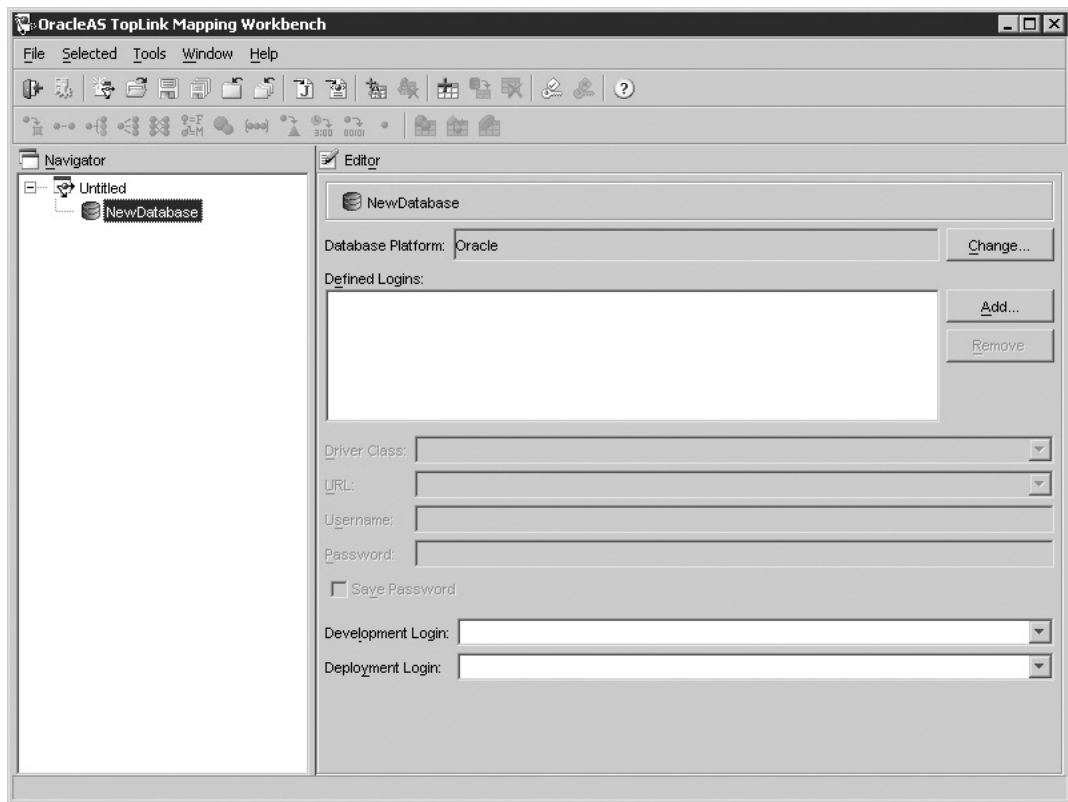 OracleAS TopLink Mapping Workbench
File Selected Tools Window Help
Navigator
Untitled
NewDatabase
Editor
NewDatabase
Database Platform: Oracle
Change...
Defined Logins:
Add...
Remove
Driver Class:
URL:
Username:
Password:
Save Password
Development Login:
Deployment Login: